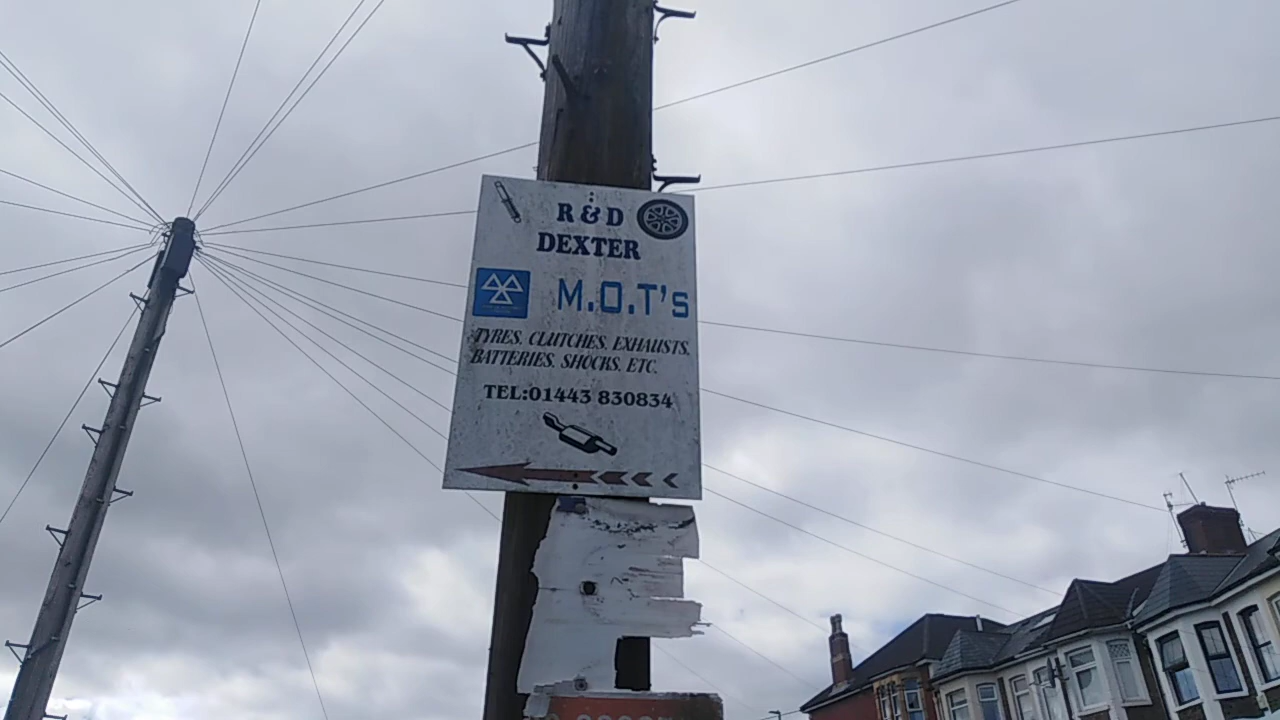 R & D
DEXTER
M.O.T's
TYRES, CLUTCHES, EXHAUSTS,
BATTERIES, SHOCKS, ETC.
TEL:01443 830834